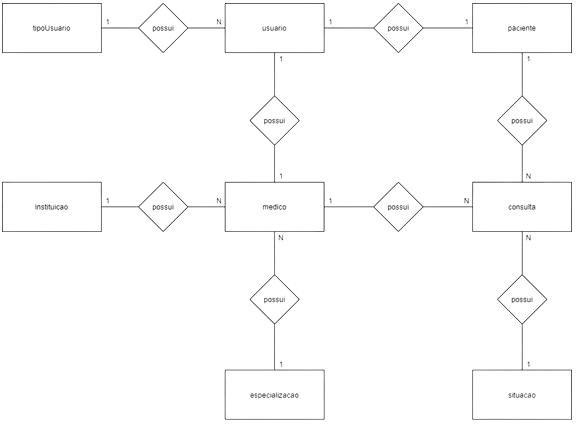 tipoUsuario 1 possui N usuario 1 possui 1 paciente
1 1
possui possui
1 N
instituicao 1 possui N medico 1 possui N consulta
N N
possui possui
1 1
especializacao situacao